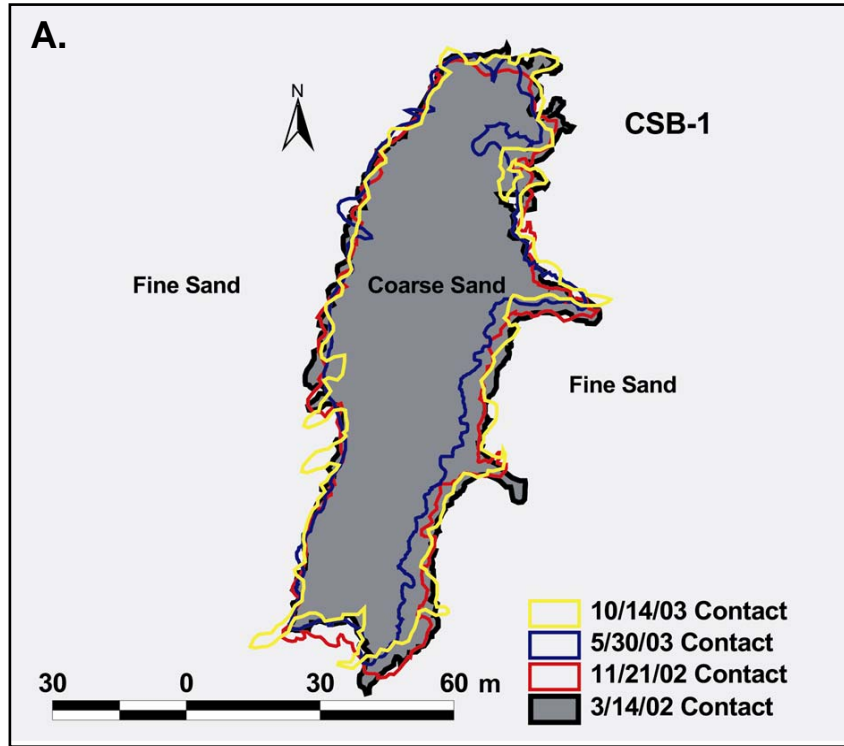 A.
N
CSB-1
Fine Sand
Coarse Sand
Fine Sand
10/14/03 Contact
5/30/03 Contact
11/21/02 Contact
3/14/02 Contact
30 0 30 60 m